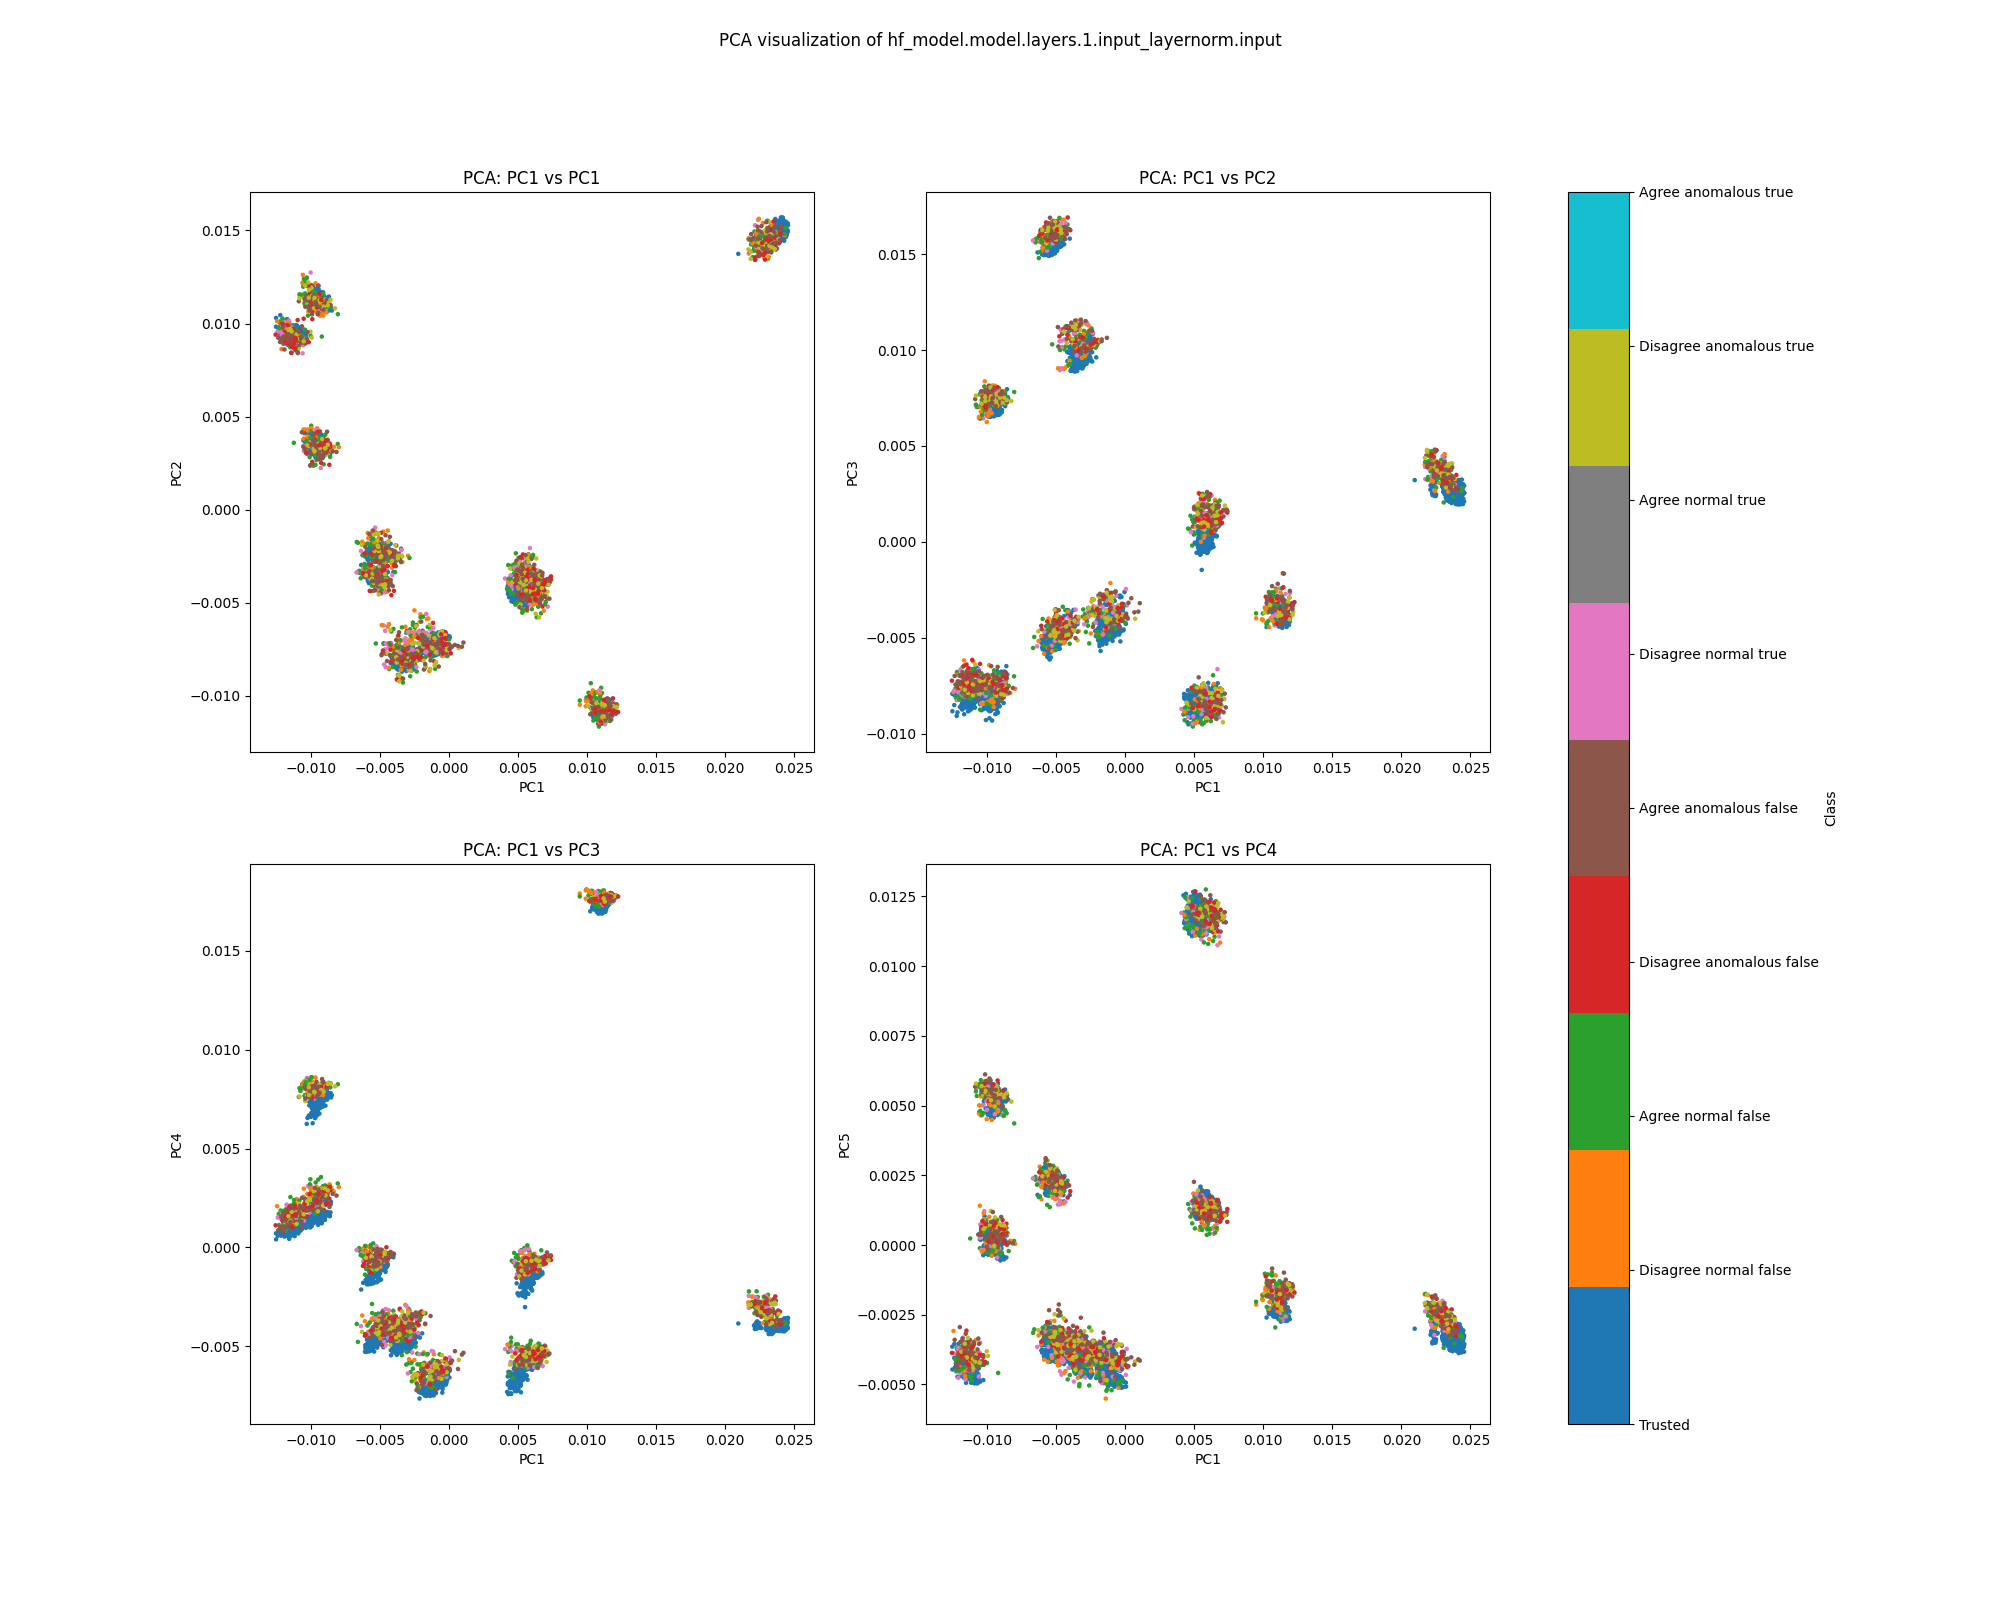 PCA visualization of hf_model.model.layers.1.input_layernorm.input
PCA: PC1 vs PC1
0.015
0.010
0.005
0.000
−0.005
−0.010
PC2
−0.010 −0.005 0.000 0.005 0.010 0.015 0.020 0.025
PC1
PCA: PC1 vs PC2
0.015
0.010
0.005
0.000
−0.005
−0.010
PC3
−0.010 −0.005 0.000 0.005 0.010 0.015 0.020 0.025
PC1
PCA: PC1 vs PC3
0.015
0.010
0.005
0.000
−0.005
PC4
−0.010 −0.005 0.000 0.005 0.010 0.015 0.020 0.025
PC1
PCA: PC1 vs PC4
0.0125
0.0100
0.0075
0.0050
0.0025
0.0000
−0.0025
−0.0050
PC5
−0.010 −0.005 0.000 0.005 0.010 0.015 0.020 0.025
PC1
Agree anomalous true
Disagree anomalous true
Agree normal true
Disagree normal true
Agree anomalous false
Disagree anomalous false
Agree normal false
Disagree normal false
Trusted
Class